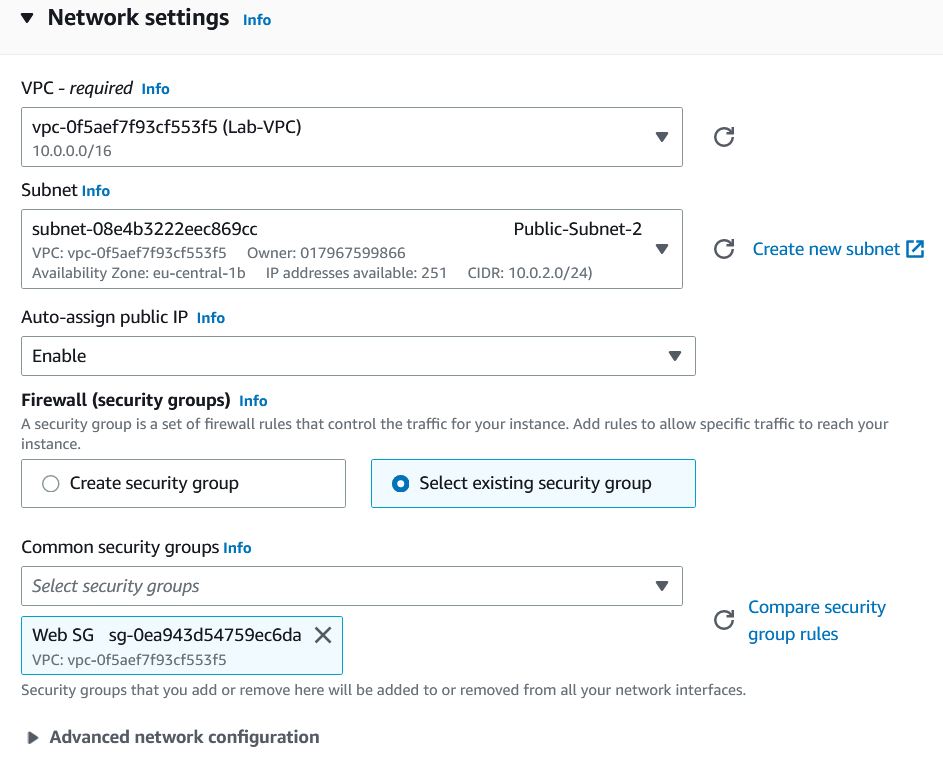 Network settings Info
VPC - required Info
vpc-0f5aef7f93cf553f5 (Lab-VPC)
10.0.0.0/16
Subnet Info
subnet-08e4b3222eec869cc Public-Subnet-2
VPC: vpc-0f5aef7f93cf553f5 Owner: 017967599866
Availability Zone: eu-central-1b IP addresses available: 251 CIDR: 10.0.2.0/24)
Create new subnet
Auto-assign public IP Info
Enable
Firewall (security groups) Info
A security group is a set of firewall rules that control the traffic for your instance. Add rules to allow specific traffic to reach your
instance.
Create security group Select existing security group
Common security groups Info
Select security groups
Web SG sg-0ea943d54759ec6da
VPC: vpc-0f5aef7f93cf553f5
Compare security
group rules
Security groups that you add or remove here will be added to or removed from all your network interfaces.
Advanced network configuration